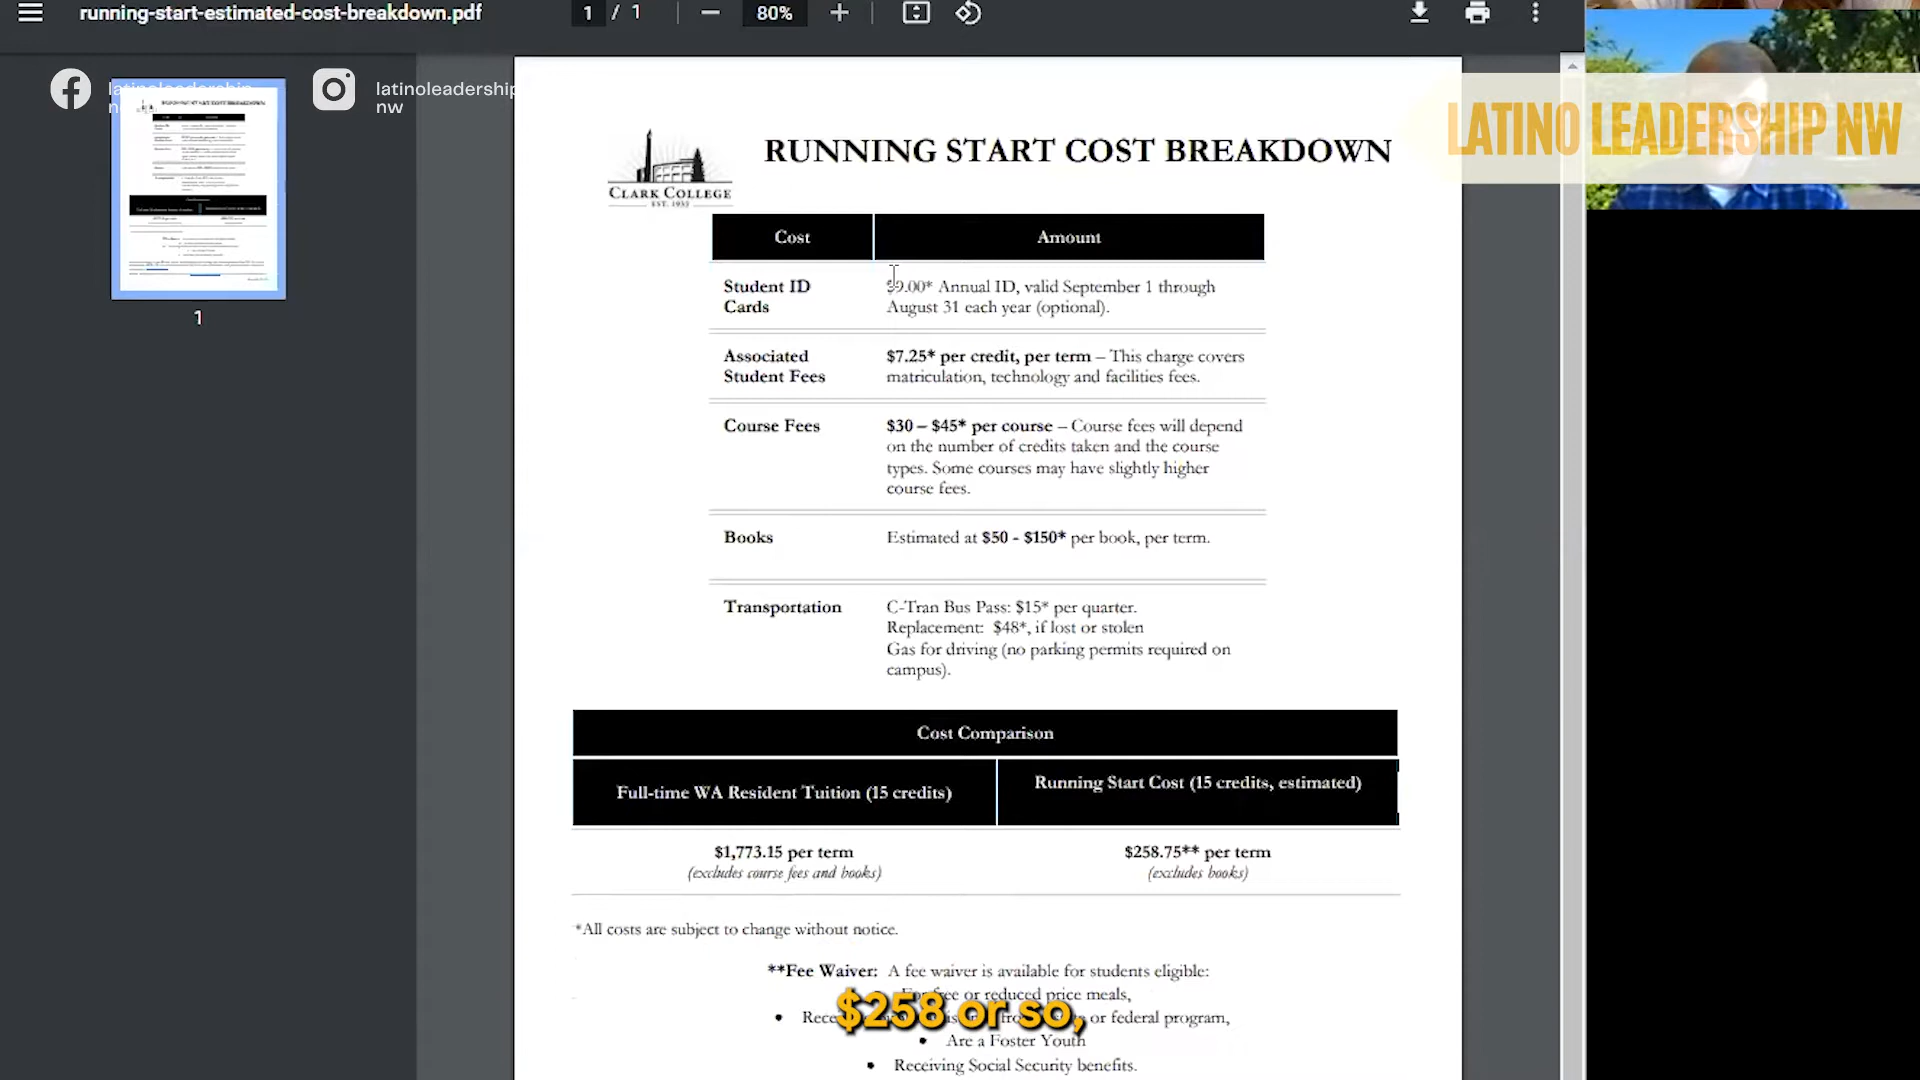 running-start-estimated-cost-breakdown.pdf
1 / 1
80%
latinoleadership
nw
LATINO LEADERSHIP NW
1
CLARK COLLEGE
EST. 1933
RUNNING START COST BREAKDOWN
Cost
Amount
Student ID
Cards
$9.00* Annual ID, valid September 1 through
August 31 each year (optional).
Associated
Student Fees
$7.25* per credit, per term – This charge covers
matriculation, technology and facilities fees.
Course Fees
$30 – $45* per course – Course fees will depend
on the number of credits taken and the course
types. Some courses may have slightly higher
course fees.
Books
Estimated at $50 - $150* per book, per term.
Transportation
C-Tran Bus Pass: $15* per quarter.
Replacement: $48*, if lost or stolen
Gas for driving (no parking permits required on
campus).
Cost Comparison
Full-time WA Resident Tuition (15 credits)
Running Start Cost (15 credits, estimated)
$1,773.15 per term
(excludes course fees and books)
$258.75** per term
(excludes books)
*All costs are subject to change without notice.
**Fee Waiver: A fee waiver is available for students eligible:
free or reduced price meals,
or federal program,
$258 or so,
Are a Foster Youth
Receiving Social Security benefits.